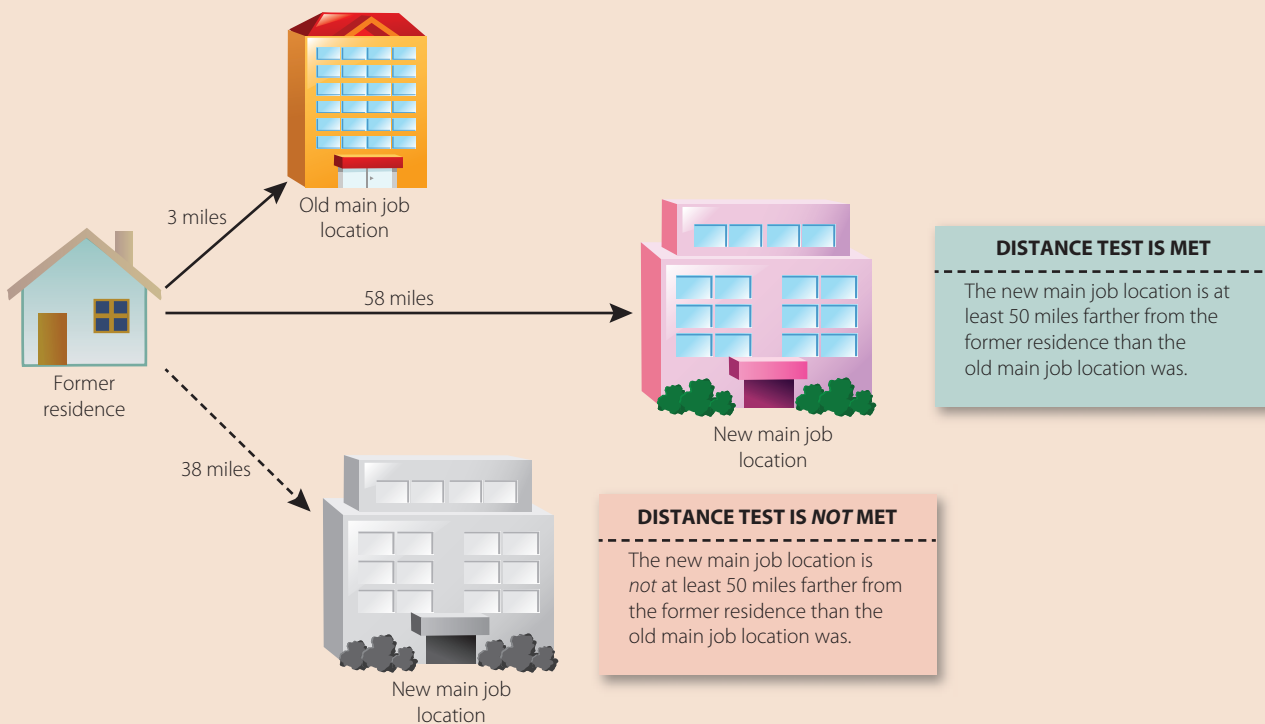 3 miles
Old main job
location
58 miles
Former
residence
New main job
location
DISTANCE TEST IS MET
The new main job location is at
least 50 miles farther from the
former residence than the
old main job location was.
38 miles
New main job
location
DISTANCE TEST IS NOT MET
The new main job location is
not at least 50 miles farther from
the former residence than the
old main job location was.